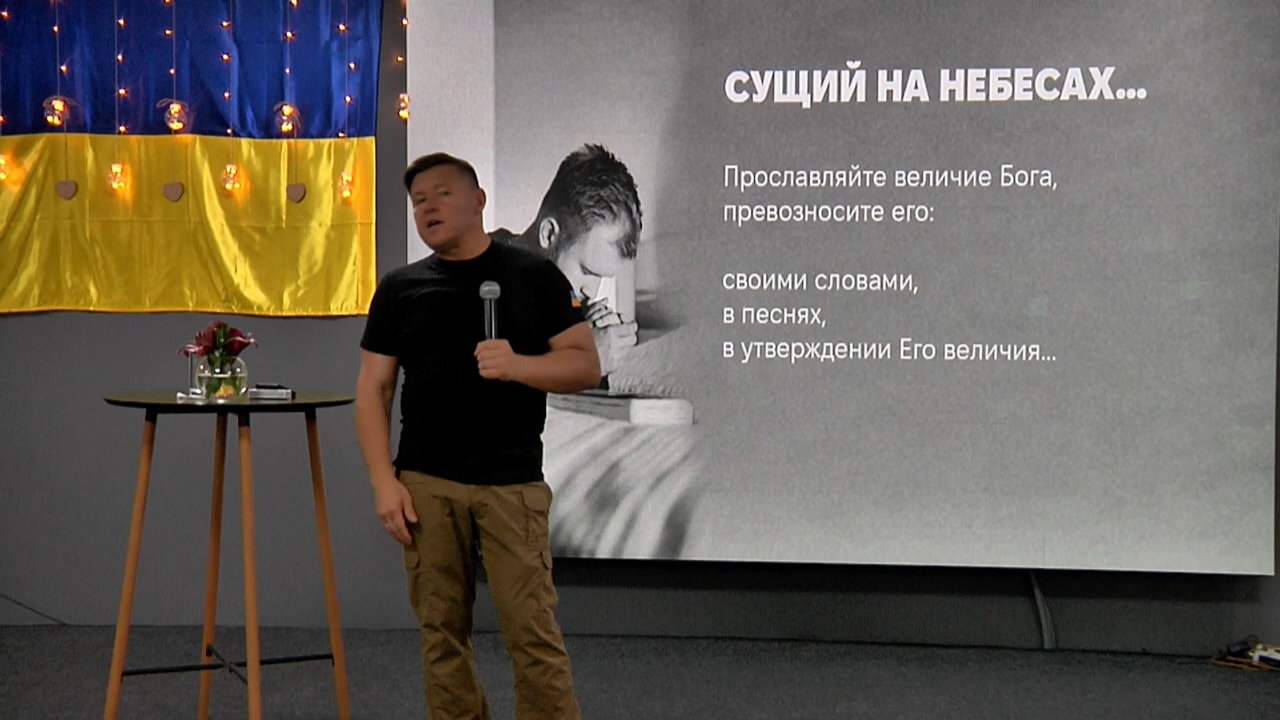 СУЩИЙ НА НЕБЕСАХ...
Прославляйте величие Бога,
превозносите его:
своими словами,
в песнях,
в утверждении Его величия...